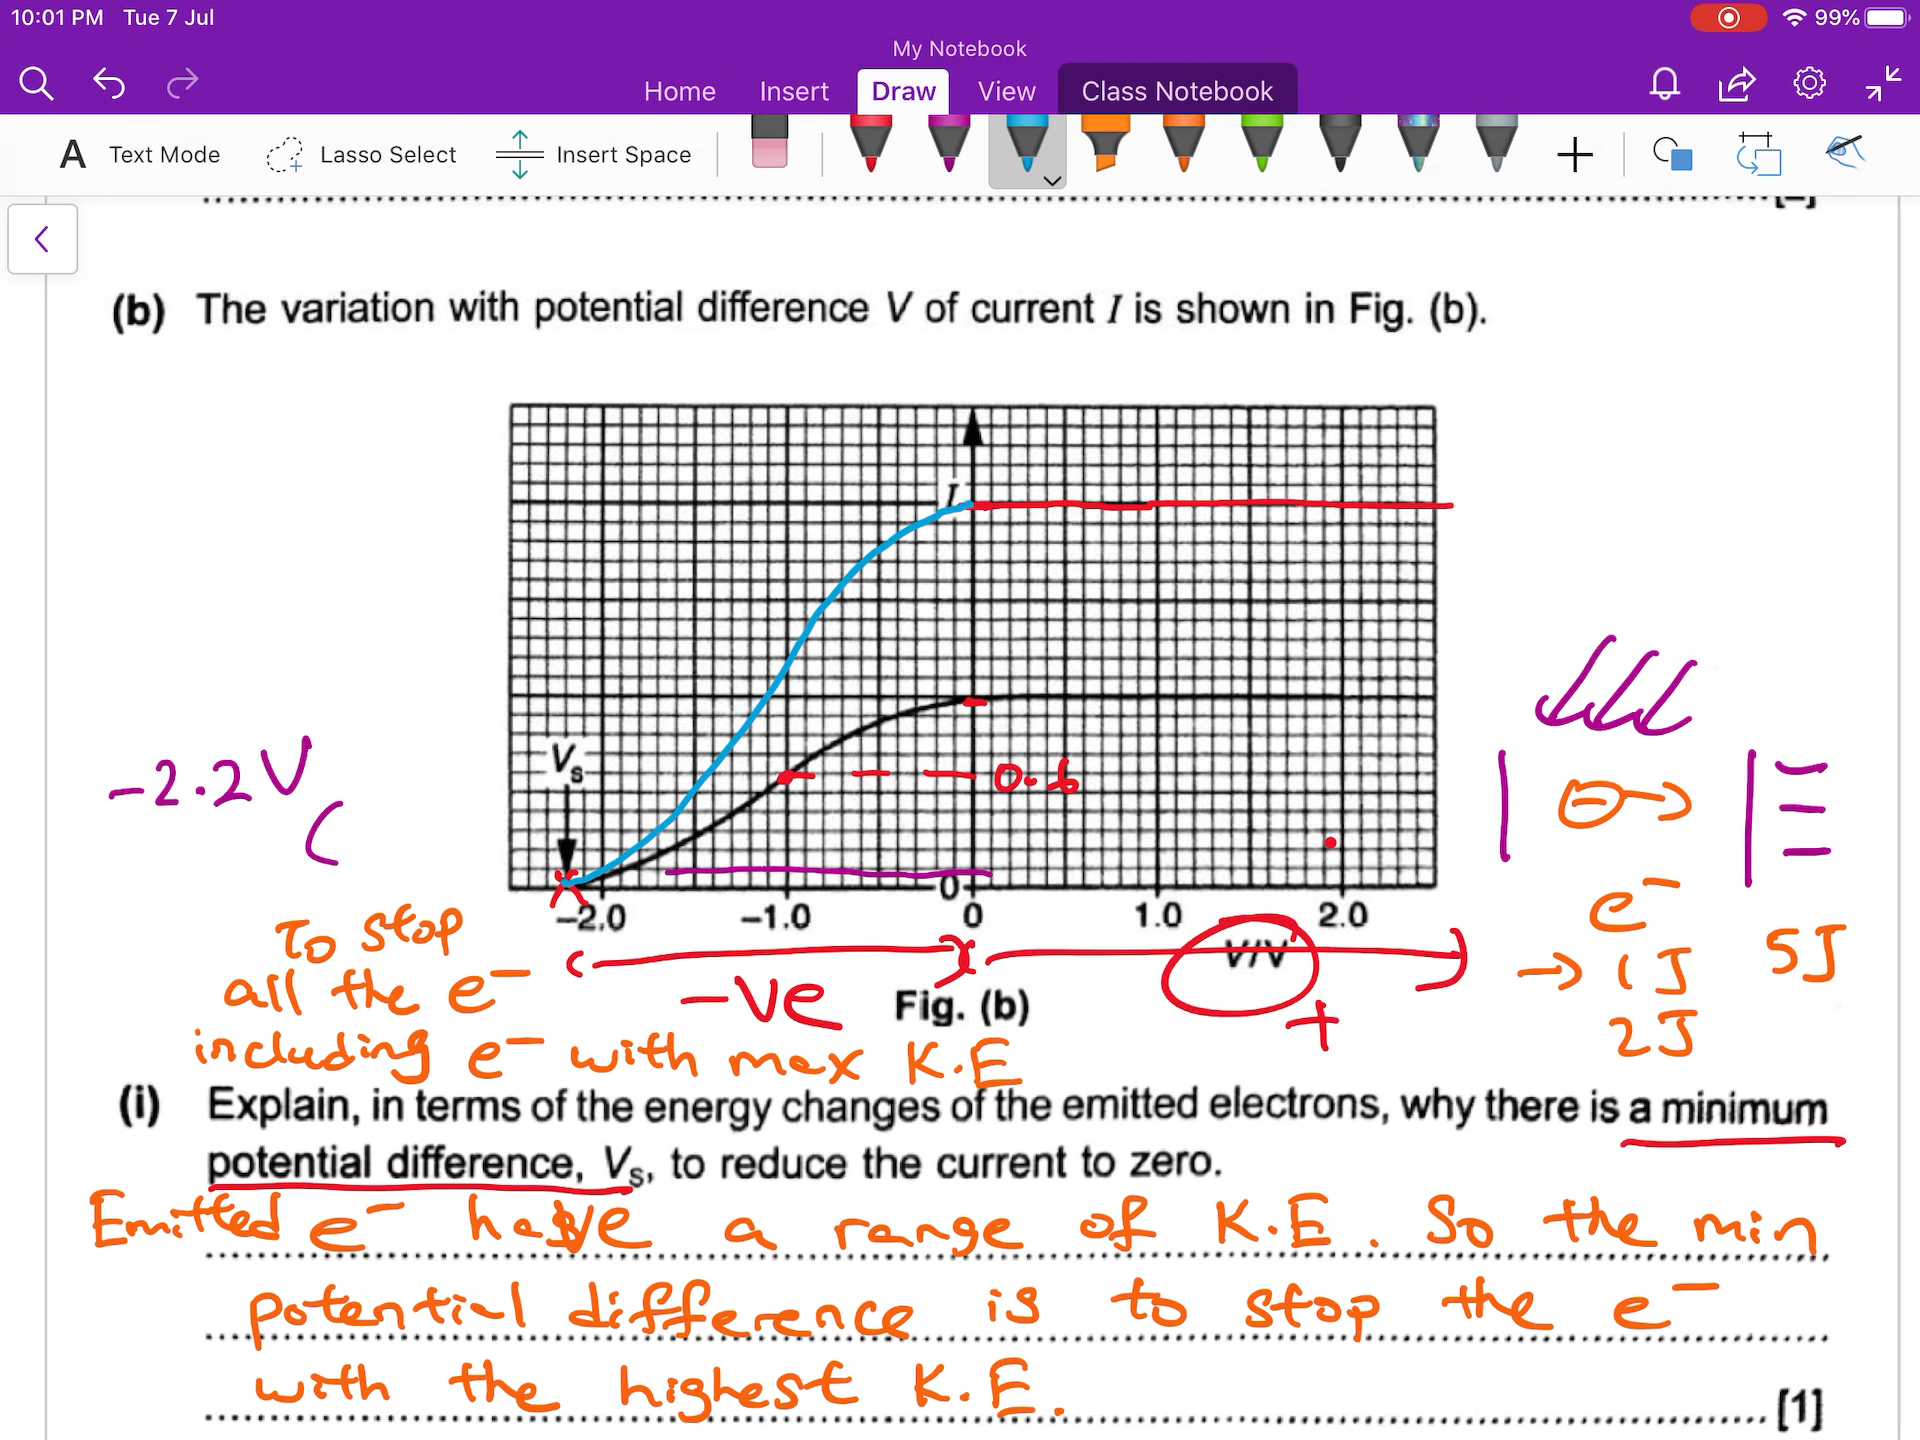 10:01 PM Tue 7 Jul
99%
My Notebook
Home Insert Draw View Class Notebook
A Text Mode Lasso Select Insert Space
(b) The variation with potential difference V of current I is shown in Fig. (b).
I
Vs
-2.2V
0.6
0
-2.0 -1.0 0 1.0 2.0
V/V
e-
→ 1J 5J
2J
-ve
+
Fig. (b)
To stop
all the e-
including e- with max K.E
(i) Explain, in terms of the energy changes of the emitted electrons, why there is a minimum
potential difference, Vs, to reduce the current to zero.
Emitted e- have a range of K.E. So the min
potential difference is to stop the e-
with the highest K.E.
[1]